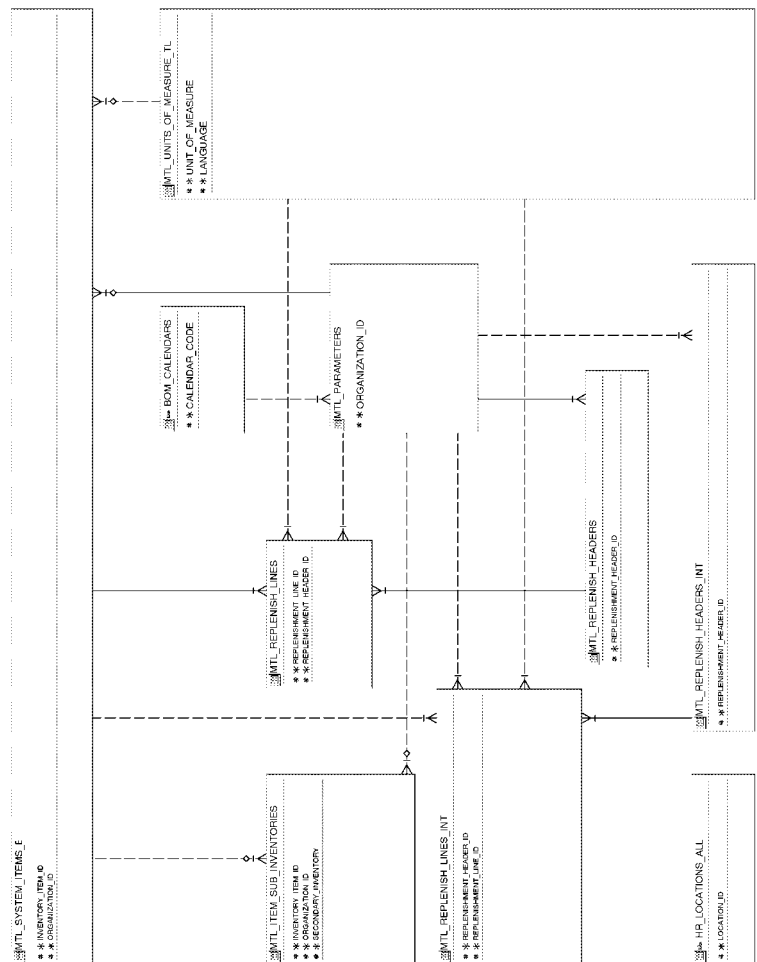 MTL_SYSTEM_ITEMS_B
* * INVENTORY_ITEM_ID
* * ORGANIZATION_ID
MTL_UNITS_OF_MEASURE_TL
* * UNIT_OF_MEASURE
* * LANGUAGE
BOM_CALENDARS
* * CALENDAR_CODE
MTL_PARAMETERS
* * ORGANIZATION_ID
MTL_REPLENISH_LINES
* * REPLENISHMENT_LINE_ID
* * REPLENISHMENT_HEADER_ID
MTL_REPLENISH_HEADERS
* * REPLENISHMENT_HEADER_ID
MTL_REPLENISH_HEADERS_INT
* * REPLENISHMENT_HEADER_ID
MTL_ITEM_SUB_INVENTORIES
* * INVENTORY_ITEM_ID
* * ORGANIZATION_ID
* * SECONDARY_INVENTORY
MTL_REPLENISH_LINES_INT
* * REPLENISHMENT_HEADER_ID
* * REPLENISHMENT_LINE_ID
HR_LOCATIONS_ALL
* * LOCATION_ID